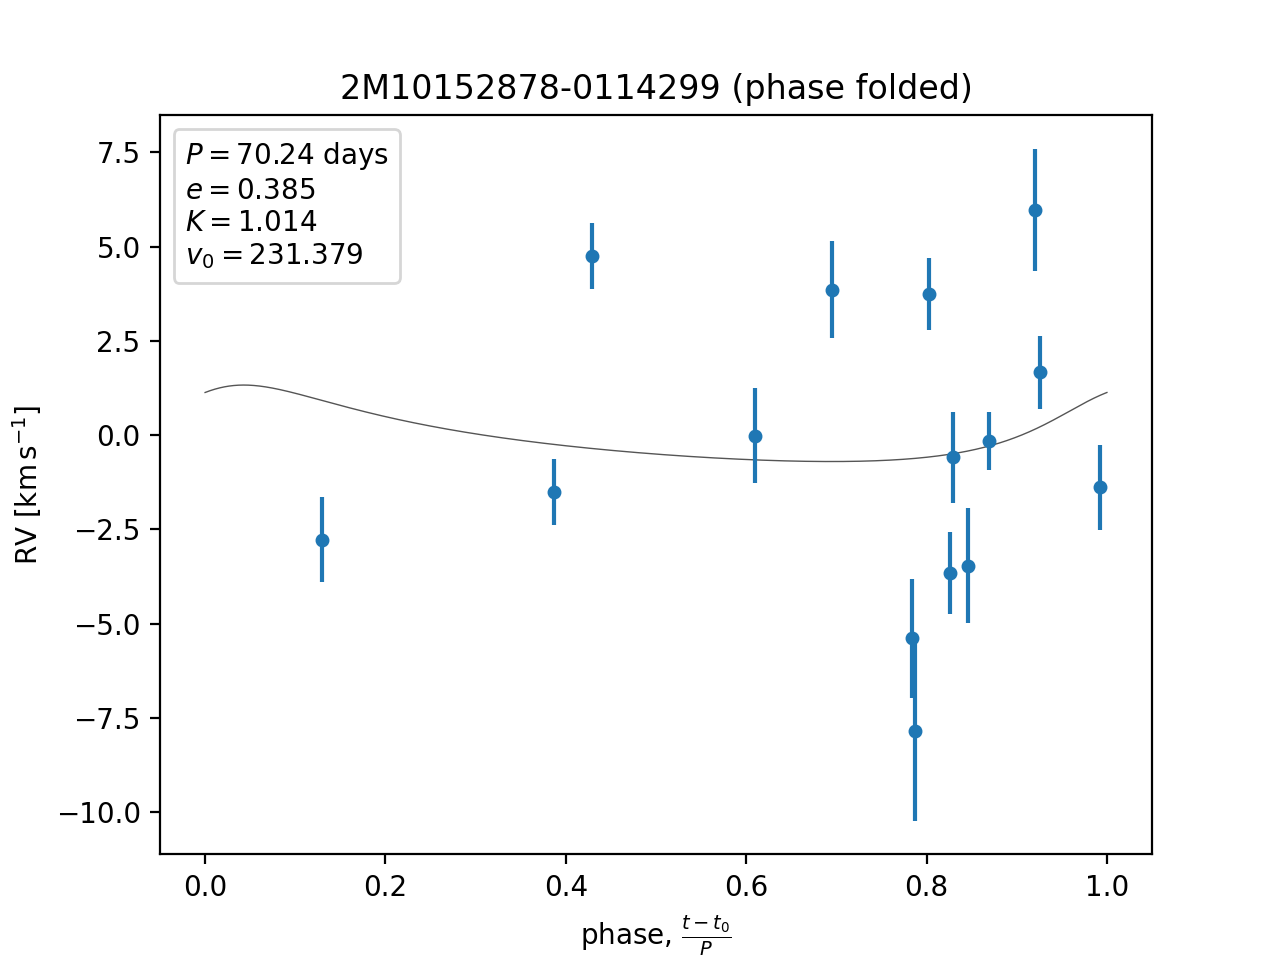 2M10152878-0114299 (phase folded)
P = 70.24 days
e = 0.385
K = 1.014
v₀ = 231.379
7.5
5.0
2.5
0.0
−2.5
−5.0
−7.5
−10.0
RV [km s⁻¹]
0.0 0.2 0.4 0.6 0.8 1.0
phase, (t − t₀)/P